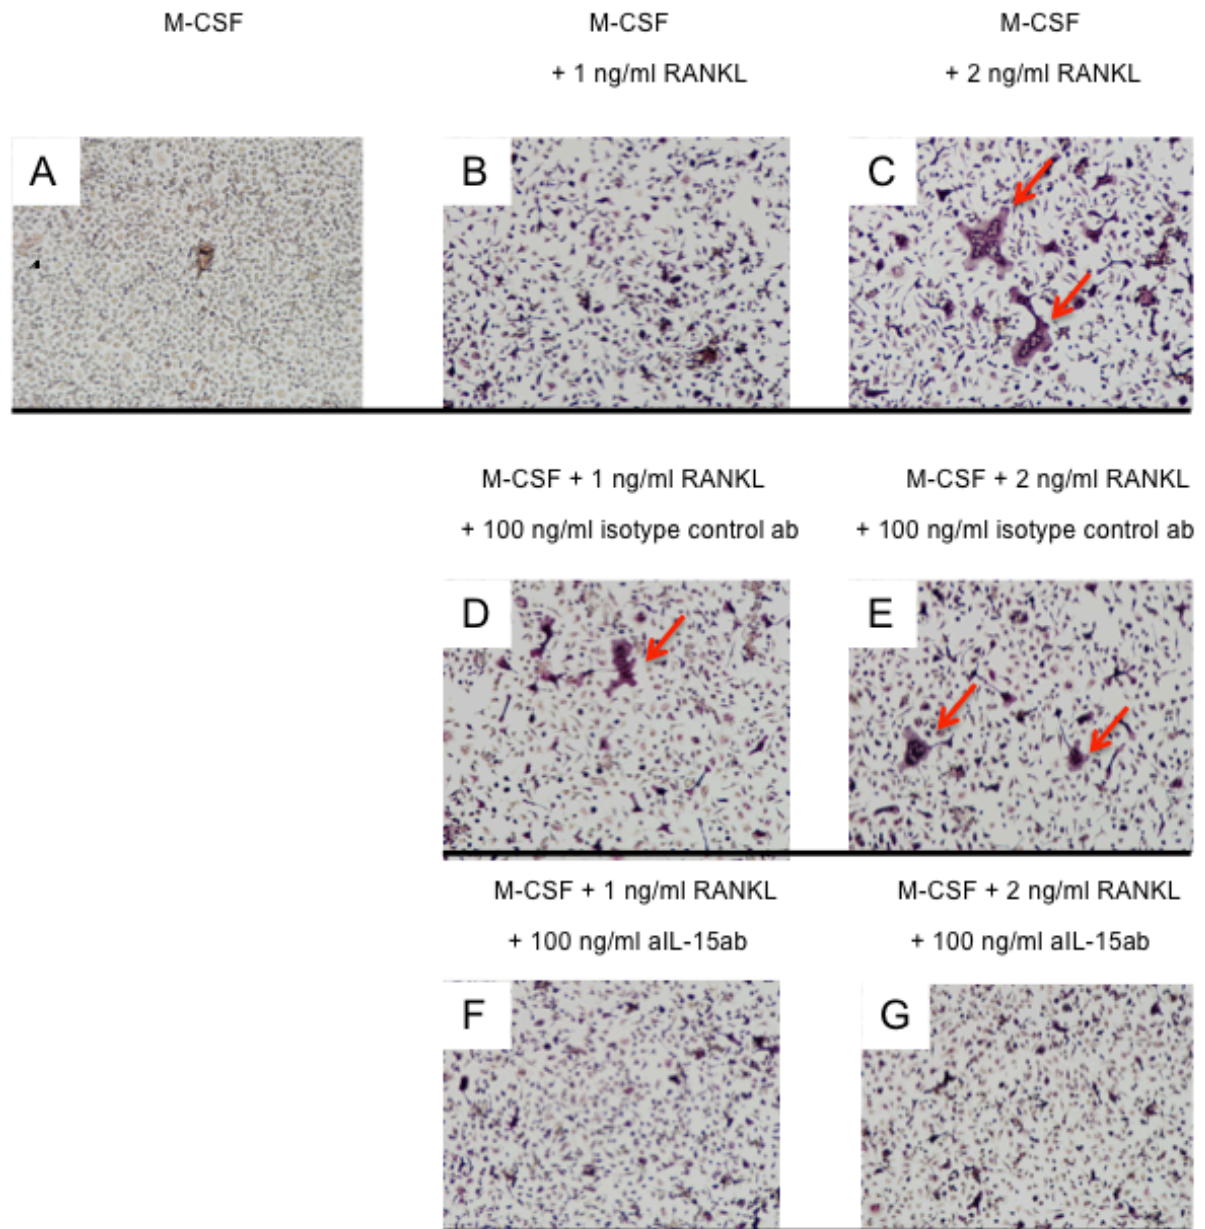 M-CSF
M-CSF
+ 1 ng/ml RANKL
M-CSF
+ 2 ng/ml RANKL
A
B
C
M-CSF + 1 ng/ml RANKL
+ 100 ng/ml isotype control ab
M-CSF + 2 ng/ml RANKL
+ 100 ng/ml isotype control ab
D
E
M-CSF + 1 ng/ml RANKL
+ 100 ng/ml aIL-15ab
M-CSF + 2 ng/ml RANKL
+ 100 ng/ml aIL-15ab
F
G